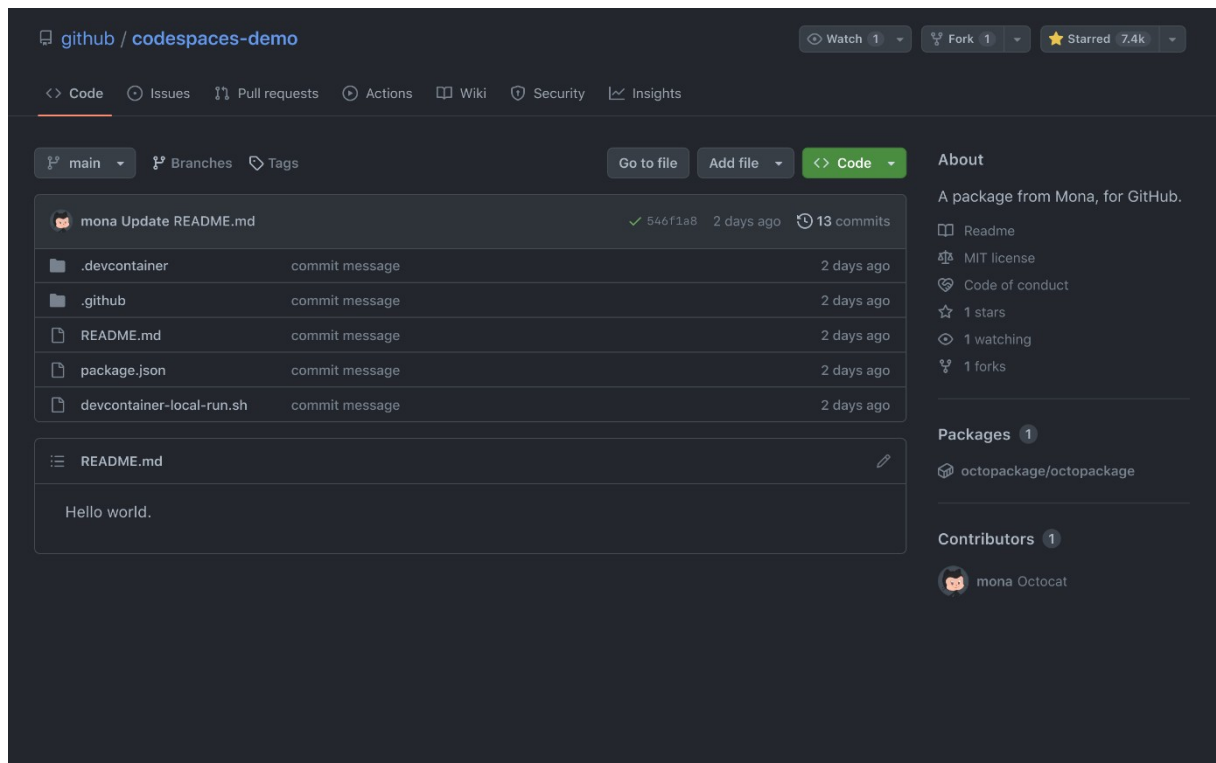 github / codespaces-demo
Watch 1
Fork 1
Starred 7.4k
Code Issues Pull requests Actions Wiki Security Insights
main Branches Tags Go to file Add file Code
mona Update README.md 546f1a8 2 days ago 13 commits
.devcontainer commit message 2 days ago
.github commit message 2 days ago
README.md commit message 2 days ago
package.json commit message 2 days ago
devcontainer-local-run.sh commit message 2 days ago
README.md
Hello world.
About
A package from Mona, for GitHub.
Readme
MIT license
Code of conduct
1 stars
1 watching
1 forks
Packages 1
octopackage/octopackage
Contributors 1
mona Octocat